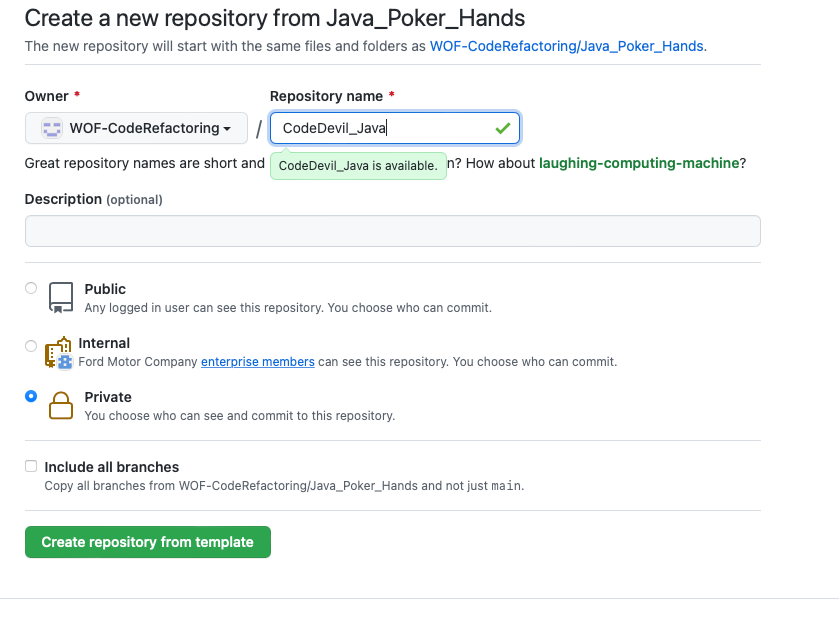 Create a new repository from Java_Poker_Hands
The new repository will start with the same files and folders as WOF-CodeRefactoring/Java_Poker_Hands.
Owner * Repository name *
WOF-CodeRefactoring / CodeDevil_Java
Great repository names are short and n? How about laughing-computing-machine?
CodeDevil_Java is available.
Description (optional)
Public
Any logged in user can see this repository. You choose who can commit.
Internal
Ford Motor Company enterprise members can see this repository. You choose who can commit.
Private
You choose who can see and commit to this repository.
Include all branches
Copy all branches from WOF-CodeRefactoring/Java_Poker_Hands and not just main.
Create repository from template